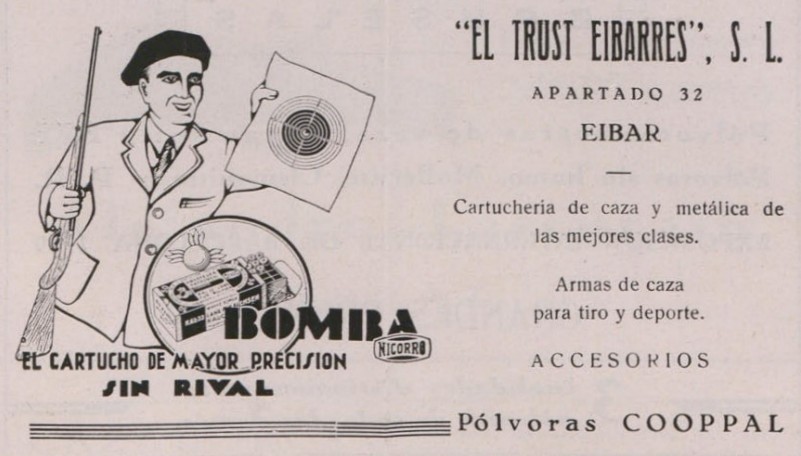 "EL TRUST EIBARRES", S. L.
APARTADO 32
EIBAR
Cartuchería de caza y metálica de
las mejores clases.
Armas de caza
para tiro y deporte.
ACCESORIOS
Pólvoras COOPPAL
BOMBA
NICORRO
EL CARTUCHO DE MAYOR PRECISION
SIN RIVAL